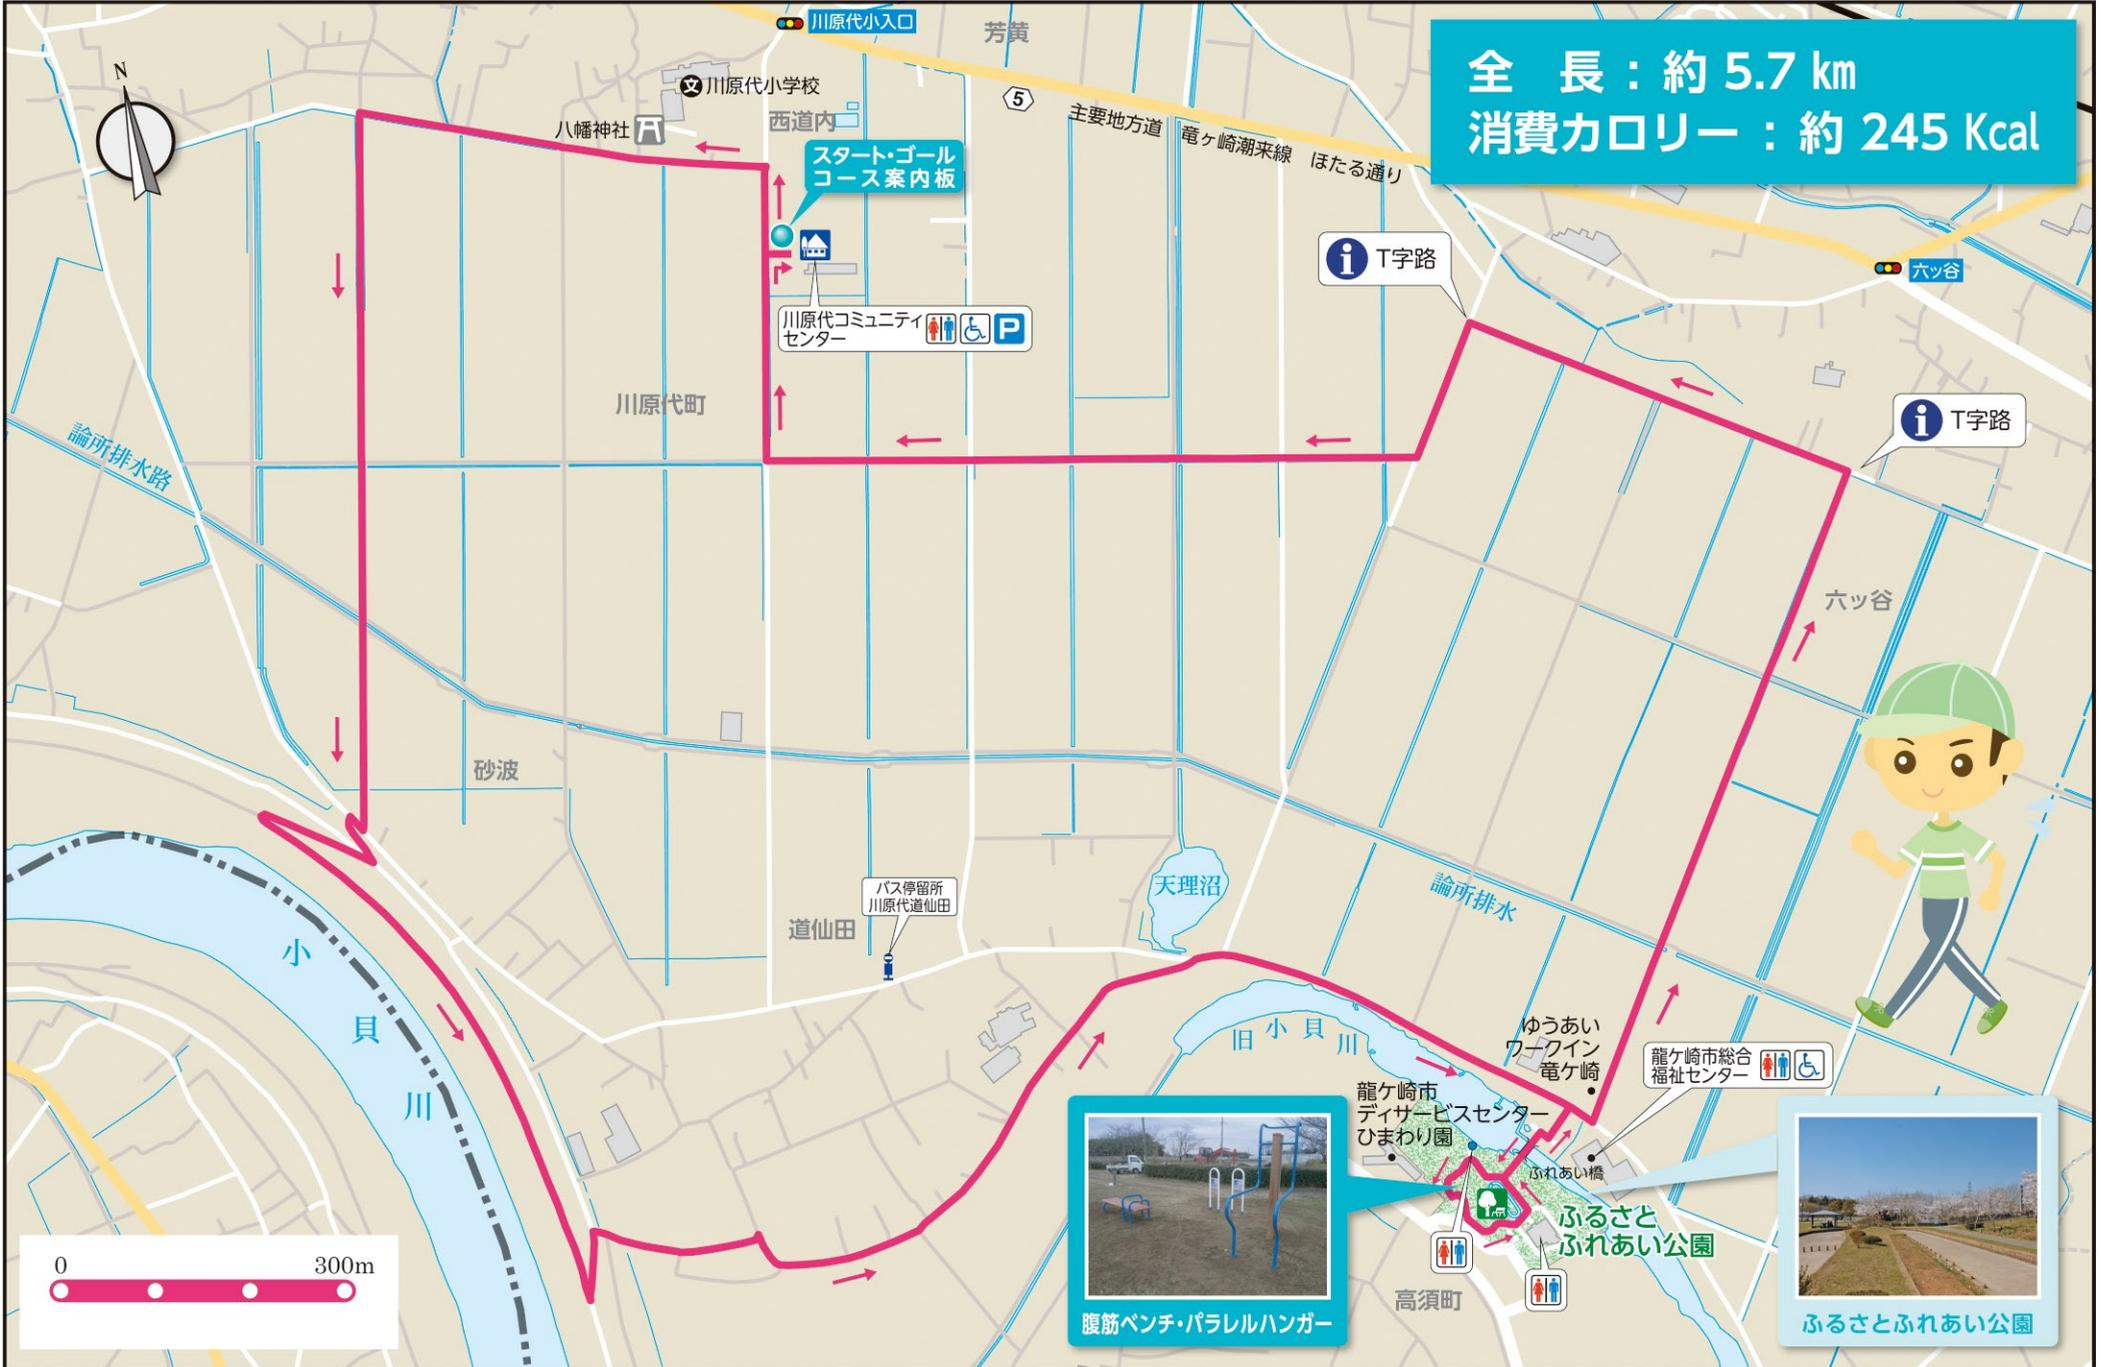 川原代小入口
芳黄
全　長：約 5.7 ㎞
消費カロリー：約 245 Kcal
N
川原代小学校
八幡神社
西道内
5
主要地方道　竜ヶ崎潮来線　ほたる通り
スタート・ゴール
コース案内板
T字路
六ッ谷
川原代コミュニティ
センター
P
川原代町
T字路
論所排水路
六ッ谷
砂波
天理沼
バス停留所
川原代道仙田
論所排水
道仙田
小貝川
旧小貝川
ゆうあい
ワークイン
竜ケ崎
龍ケ崎市総合
福祉センター
龍ケ崎市
デイサービスセンター
ひまわり園
ふれあい橋
ふるさと
ふれあい公園
高須町
0
300m
腹筋ベンチ・パラレルハンガー
ふるさとふれあい公園